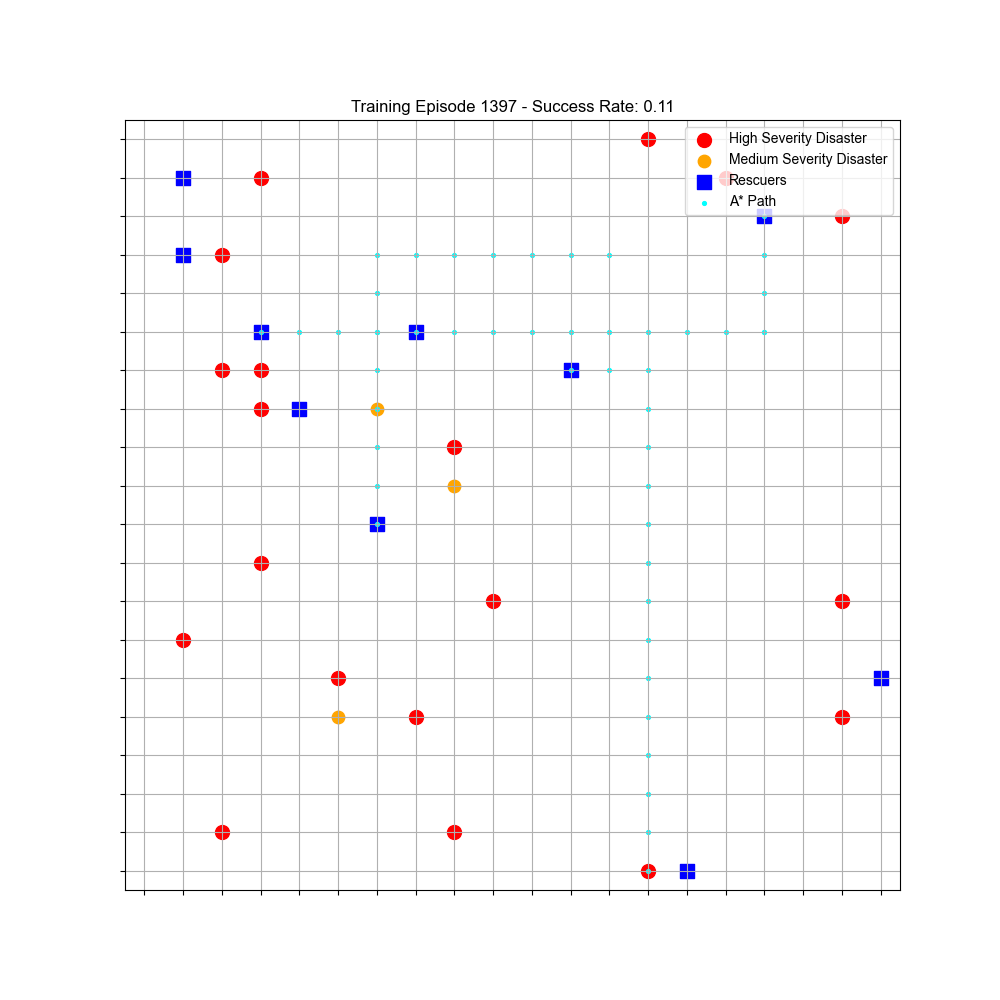 Training Episode 1397 - Success Rate: 0.11
High Severity Disaster
Medium Severity Disaster
Rescuers
A* Path